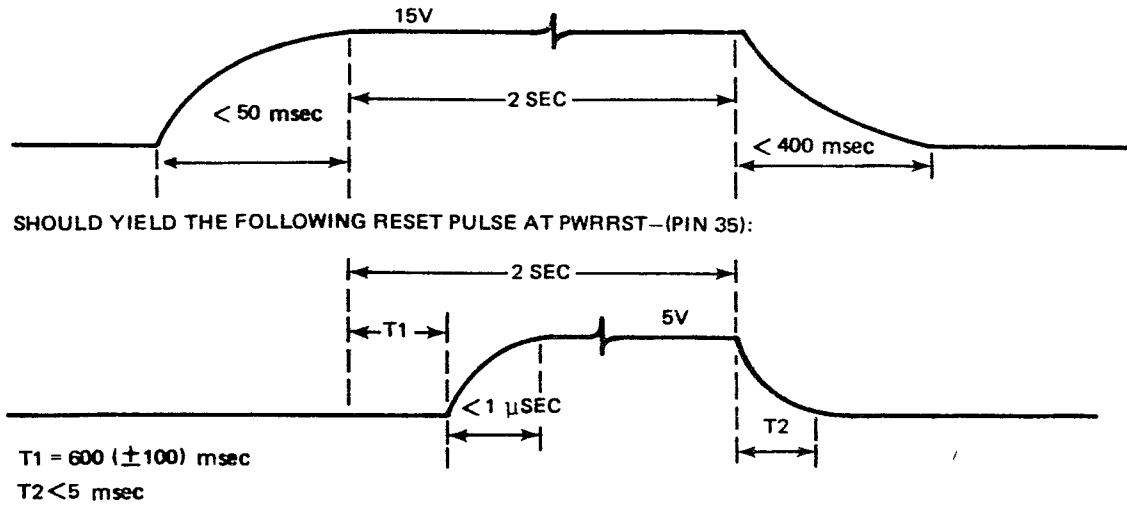 15V
2 SEC
< 50 msec
< 400 msec
SHOULD YIELD THE FOLLOWING RESET PULSE AT PWRRST-(PIN 35):
2 SEC
T1
5V
< 1 µSEC
T2
T1 = 600 (±100) msec
T2<5 msec